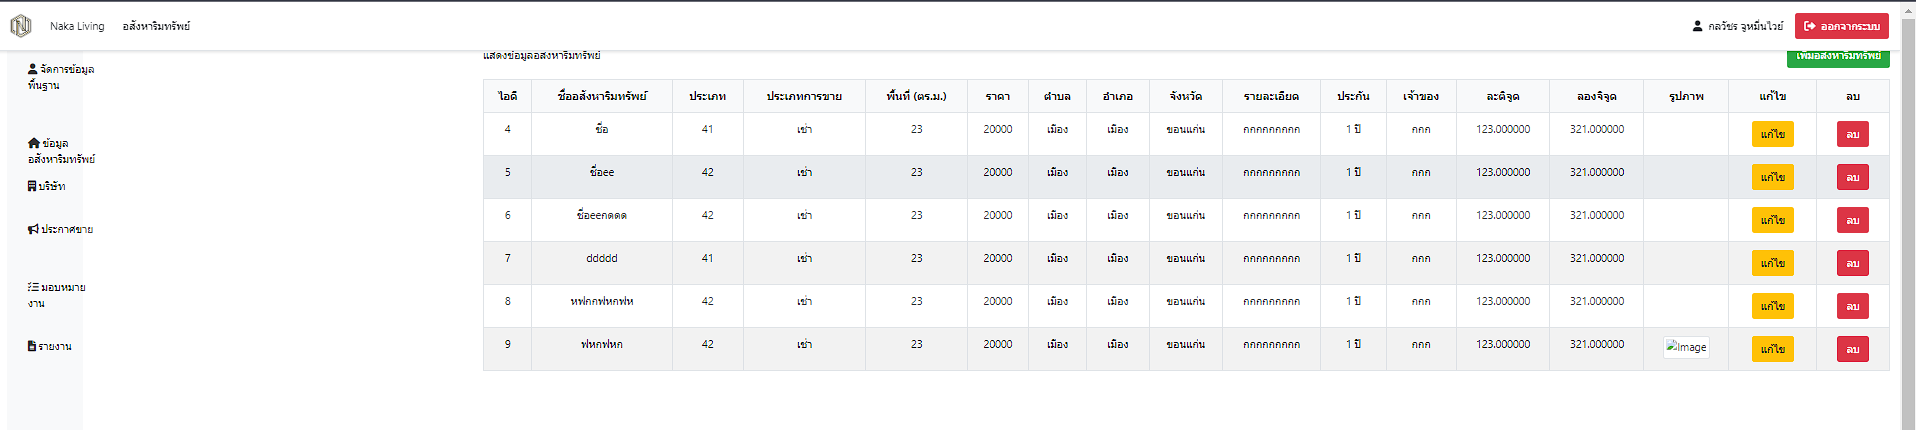 Naka Living อสังหาริมทรัพย์ กลวัชร จูหมื่นไวย์ ออกจากระบบ
แสดงข้อมูลอสังหาริมทรัพย์ เพิ่มอสังหาริมทรัพย์
จัดการข้อมูล
พื้นฐาน
ข้อมูล
อสังหาริมทรัพย์
บริษัท
ประกาศขาย
มอบหมาย
งาน
รายงาน
ไอดี ชื่ออสังหาริมทรัพย์ ประเภท ประเภทการขาย พื้นที่ (ตร.ม.) ราคา ตำบล อำเภอ จังหวัด รายละเอียด ประกัน เจ้าของ ละติจูด ลองจิจูด รูปภาพ แก้ไข ลบ
4 ชื่อ 41 เช่า 23 20000 เมือง เมือง ขอนแก่น กกกกกกกกก 1 ปี กกก 123.000000 321.000000 แก้ไข ลบ
5 ชื่อee 42 เช่า 23 20000 เมือง เมือง ขอนแก่น กกกกกกกกก 1 ปี กกก 123.000000 321.000000 แก้ไข ลบ
6 ชื่อeeกดดด 42 เช่า 23 20000 เมือง เมือง ขอนแก่น กกกกกกกกก 1 ปี กกก 123.000000 321.000000 แก้ไข ลบ
7 ddddd 41 เช่า 23 20000 เมือง เมือง ขอนแก่น กกกกกกกกก 1 ปี กกก 123.000000 321.000000 แก้ไข ลบ
8 หฟกกฟหกฟห 42 เช่า 23 20000 เมือง เมือง ขอนแก่น กกกกกกกกก 1 ปี กกก 123.000000 321.000000 แก้ไข ลบ
9 ฟหกฟหก 42 เช่า 23 20000 เมือง เมือง ขอนแก่น กกกกกกกกก 1 ปี กกก 123.000000 321.000000 Image แก้ไข ลบ